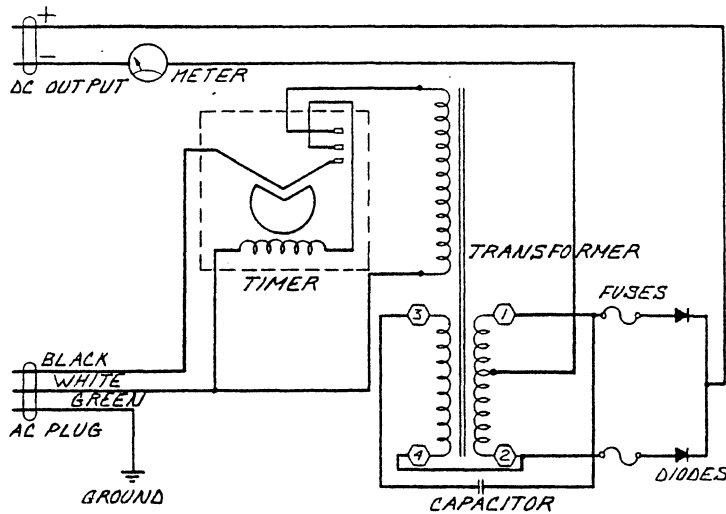 +
−
DC OUTPUT
METER
TIMER
TRANSFORMER
FUSES
3
1
BLACK
WHITE
GREEN
AC PLUG
4
2
DIODES
GROUND
CAPACITOR